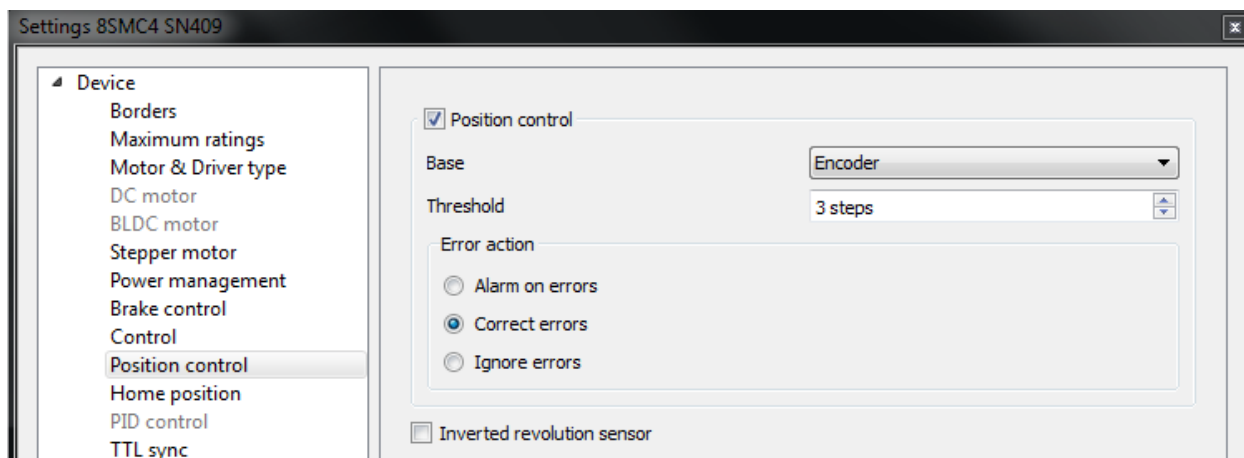 Settings 8SMC4 SN409
Device
Borders
Maximum ratings
Motor & Driver type
DC motor
BLDC motor
Stepper motor
Power management
Brake control
Control
Position control
Home position
PID control
TTL sync
Position control
Base
Encoder
Threshold
3 steps
Error action
Alarm on errors
Correct errors
Ignore errors
Inverted revolution sensor